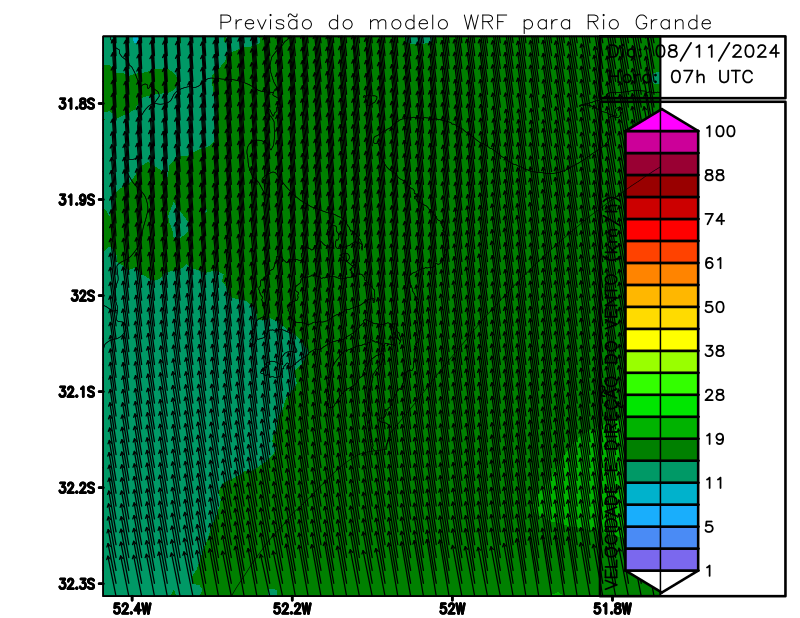 Previsão do modelo WRF para Rio Grande
Dia: 08/11/2024
Hora: 07h UTC
31.8S
31.9S
32S
32.1S
32.2S
32.3S
52.4W
52.2W
52W
51.8W
VELOCIDADE E DIREÇÃO DO VENTO (km/h)
100
88
74
61
50
38
28
19
11
5
1